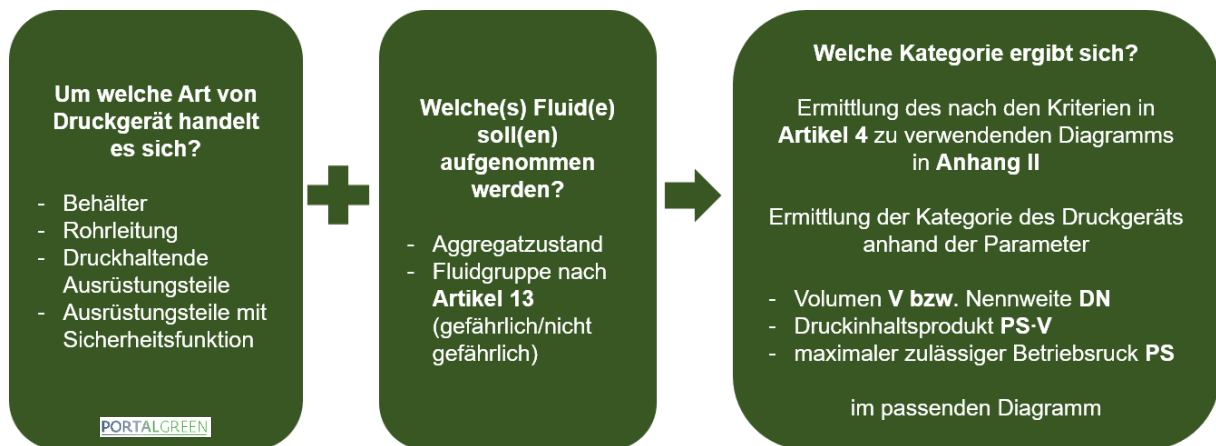 Um welche Art von
Druckgerät handelt
es sich?
- Behälter
- Rohrleitung
- Druckhaltende
Ausrüstungsteile
- Ausrüstungsteile mit
Sicherheitsfunktion
PORTALGREEN
Welche(s) Fluid(e)
soll(en)
aufgenommen
werden?
- Aggregatzustand
- Fluidgruppe nach
Artikel 13
(gefährlich/nicht
gefährlich)
Welche Kategorie ergibt sich?
Ermittlung des nach den Kriterien in
Artikel 4 zu verwendenden Diagramms
in Anhang II
Ermittlung der Kategorie des Druckgeräts
anhand der Parameter
- Volumen V bzw. Nennweite DN
- Druckinhaltsprodukt PS·V
- maximaler zulässiger Betriebsruck PS
im passenden Diagramm